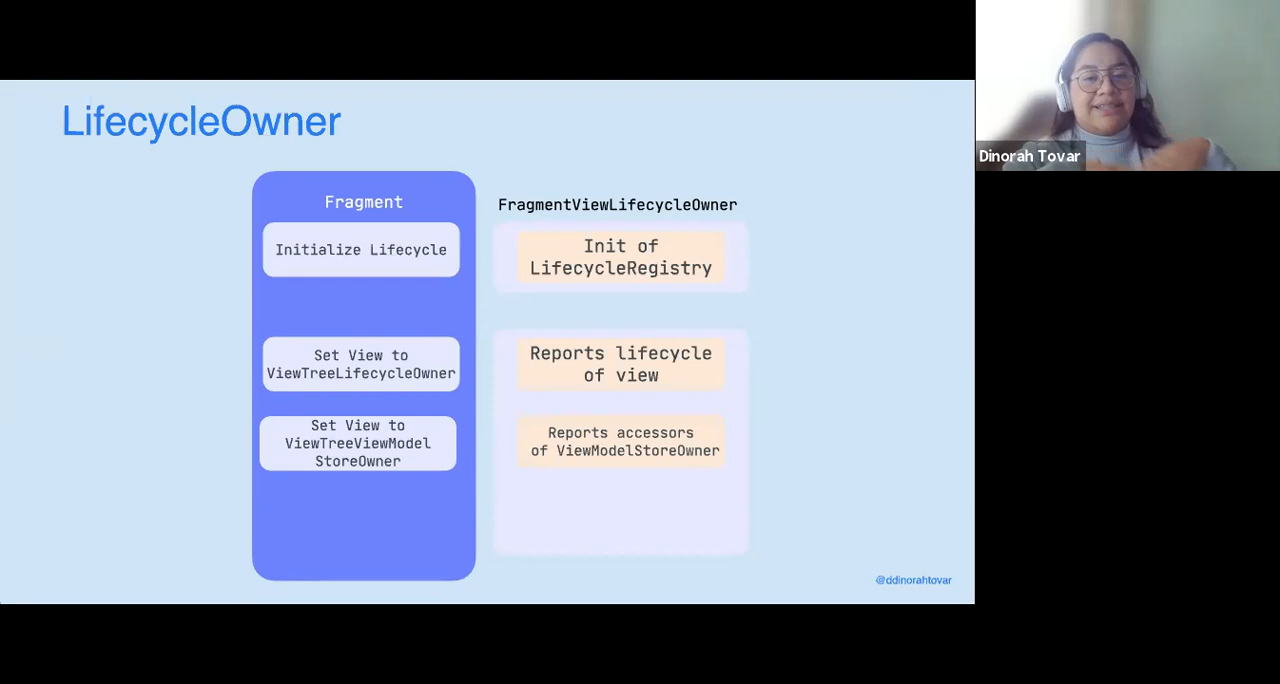 LifecycleOwner
Fragment
Initialize Lifecycle
Set View to
ViewTreeLifecycleOwner
Set View to
ViewTreeViewModel
StoreOwner
FragmentViewLifecycleOwner
Init of
LifecycleRegistry
Reports lifecycle
of view
Reports accessors
of ViewModelStoreOwner
@ddinorahtovar
Dinorah Tovar